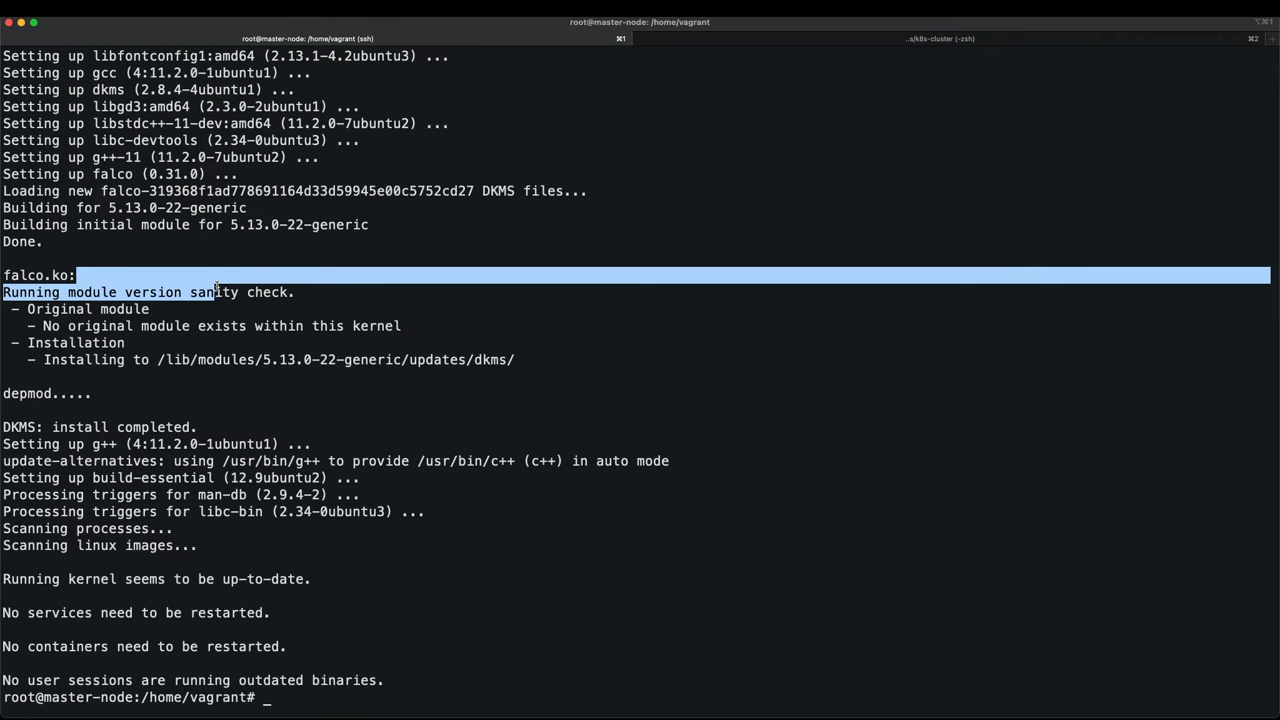 root@master-node: /home/vagrant
⌥⌘1
root@master-node: /home/vagrant (ssh)
⌘1
..s/k8s-cluster (-zsh)
⌘2
+
Setting up libfontconfig1:amd64 (2.13.1-4.2ubuntu3) ...
Setting up gcc (4:11.2.0-1ubuntu1) ...
Setting up dkms (2.8.4-4ubuntu1) ...
Setting up libgd3:amd64 (2.3.0-2ubuntu1) ...
Setting up libstdc++-11-dev:amd64 (11.2.0-7ubuntu2) ...
Setting up libc-devtools (2.34-0ubuntu3) ...
Setting up g++-11 (11.2.0-7ubuntu2) ...
Setting up falco (0.31.0) ...
Loading new falco-319368f1ad778691164d33d59945e00c5752cd27 DKMS files...
Building for 5.13.0-22-generic
Building initial module for 5.13.0-22-generic
Done.
falco.ko:
Running module version sanity check.
- Original module
- No original module exists within this kernel
- Installation
- Installing to /lib/modules/5.13.0-22-generic/updates/dkms/
depmod.....
DKMS: install completed.
Setting up g++ (4:11.2.0-1ubuntu1) ...
update-alternatives: using /usr/bin/g++ to provide /usr/bin/c++ (c++) in auto mode
Setting up build-essential (12.9ubuntu2) ...
Processing triggers for man-db (2.9.4-2) ...
Processing triggers for libc-bin (2.34-0ubuntu3) ...
Scanning processes...
Scanning linux images...
Running kernel seems to be up-to-date.
No services need to be restarted.
No containers need to be restarted.
No user sessions are running outdated binaries.
root@master-node:/home/vagrant# _